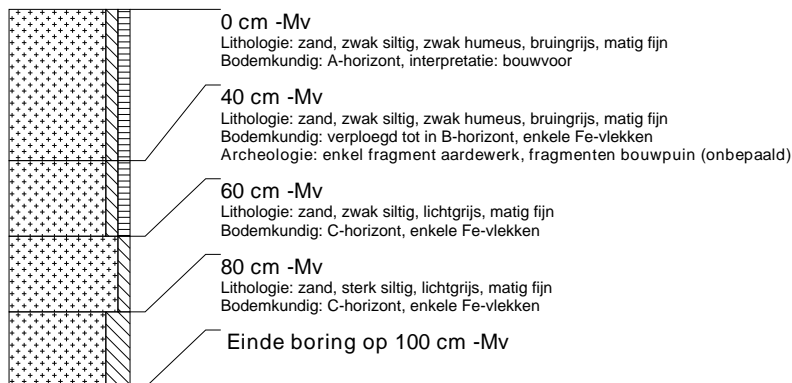 0 cm -Mv
Lithologie: zand, zwak siltig, zwak humeus, bruingrijs, matig fijn
Bodemkundig: A-horizont, interpretatie: bouwvoor
40 cm -Mv
Lithologie: zand, zwak siltig, zwak humeus, bruingrijs, matig fijn
Bodemkundig: verploegd tot in B-horizont, enkele Fe-vlekken
Archeologie: enkel fragment aardewerk, fragmenten bouwpuin (onbepaald)
60 cm -Mv
Lithologie: zand, zwak siltig, lichtgrijs, matig fijn
Bodemkundig: C-horizont, enkele Fe-vlekken
80 cm -Mv
Lithologie: zand, sterk siltig, lichtgrijs, matig fijn
Bodemkundig: C-horizont, enkele Fe-vlekken
Einde boring op 100 cm -Mv